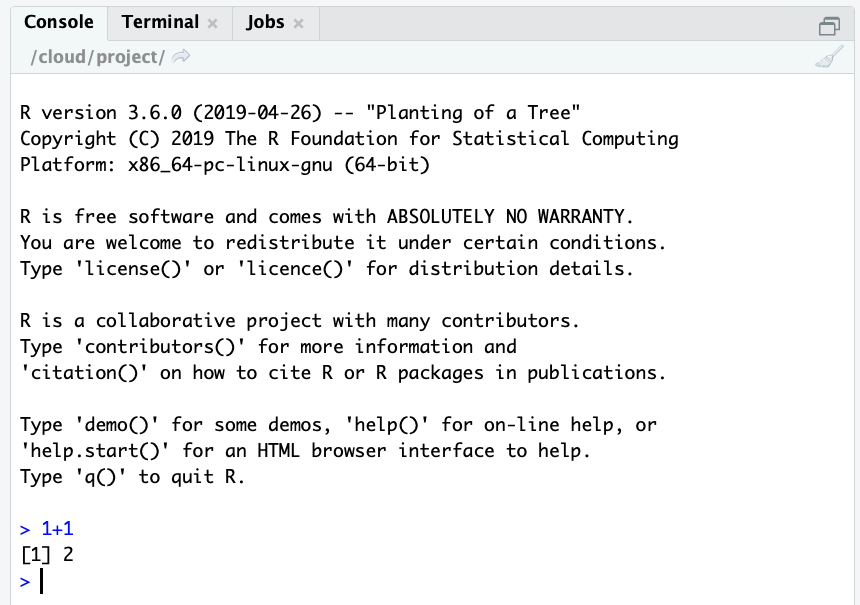 Console Terminal Jobs
/cloud/project/
R version 3.6.0 (2019-04-26) -- "Planting of a Tree"
Copyright (C) 2019 The R Foundation for Statistical Computing
Platform: x86_64-pc-linux-gnu (64-bit)
R is free software and comes with ABSOLUTELY NO WARRANTY.
You are welcome to redistribute it under certain conditions.
Type 'license()' or 'licence()' for distribution details.
R is a collaborative project with many contributors.
Type 'contributors()' for more information and
'citation()' on how to cite R or R packages in publications.
Type 'demo()' for some demos, 'help()' for on-line help, or
'help.start()' for an HTML browser interface to help.
Type 'q()' to quit R.
> 1+1
[1] 2
>